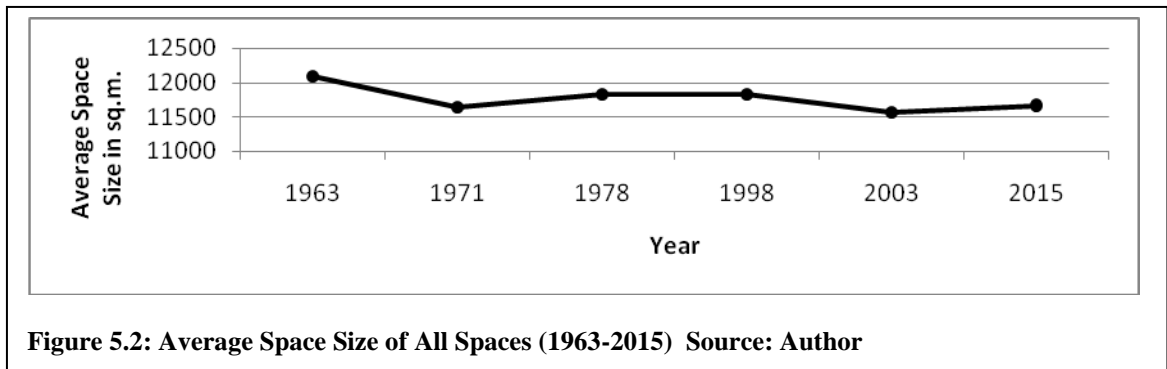 12500
12000
11500
11000
Average Space
Size in sq.m.
1963 1971 1978 1998 2003 2015
Year
Figure 5.2: Average Space Size of All Spaces (1963-2015) Source: Author